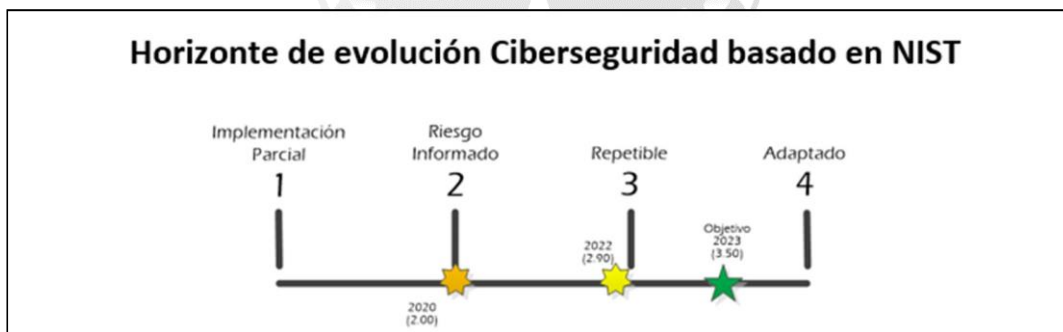 Horizonte de evolución Ciberseguridad basado en NIST
Implementación
Parcial
1
Riesgo
Informado
2
Repetible
3
Adaptado
4
2020
(2.00)
2022
(2.90)
Objetivo
2023
(3.50)